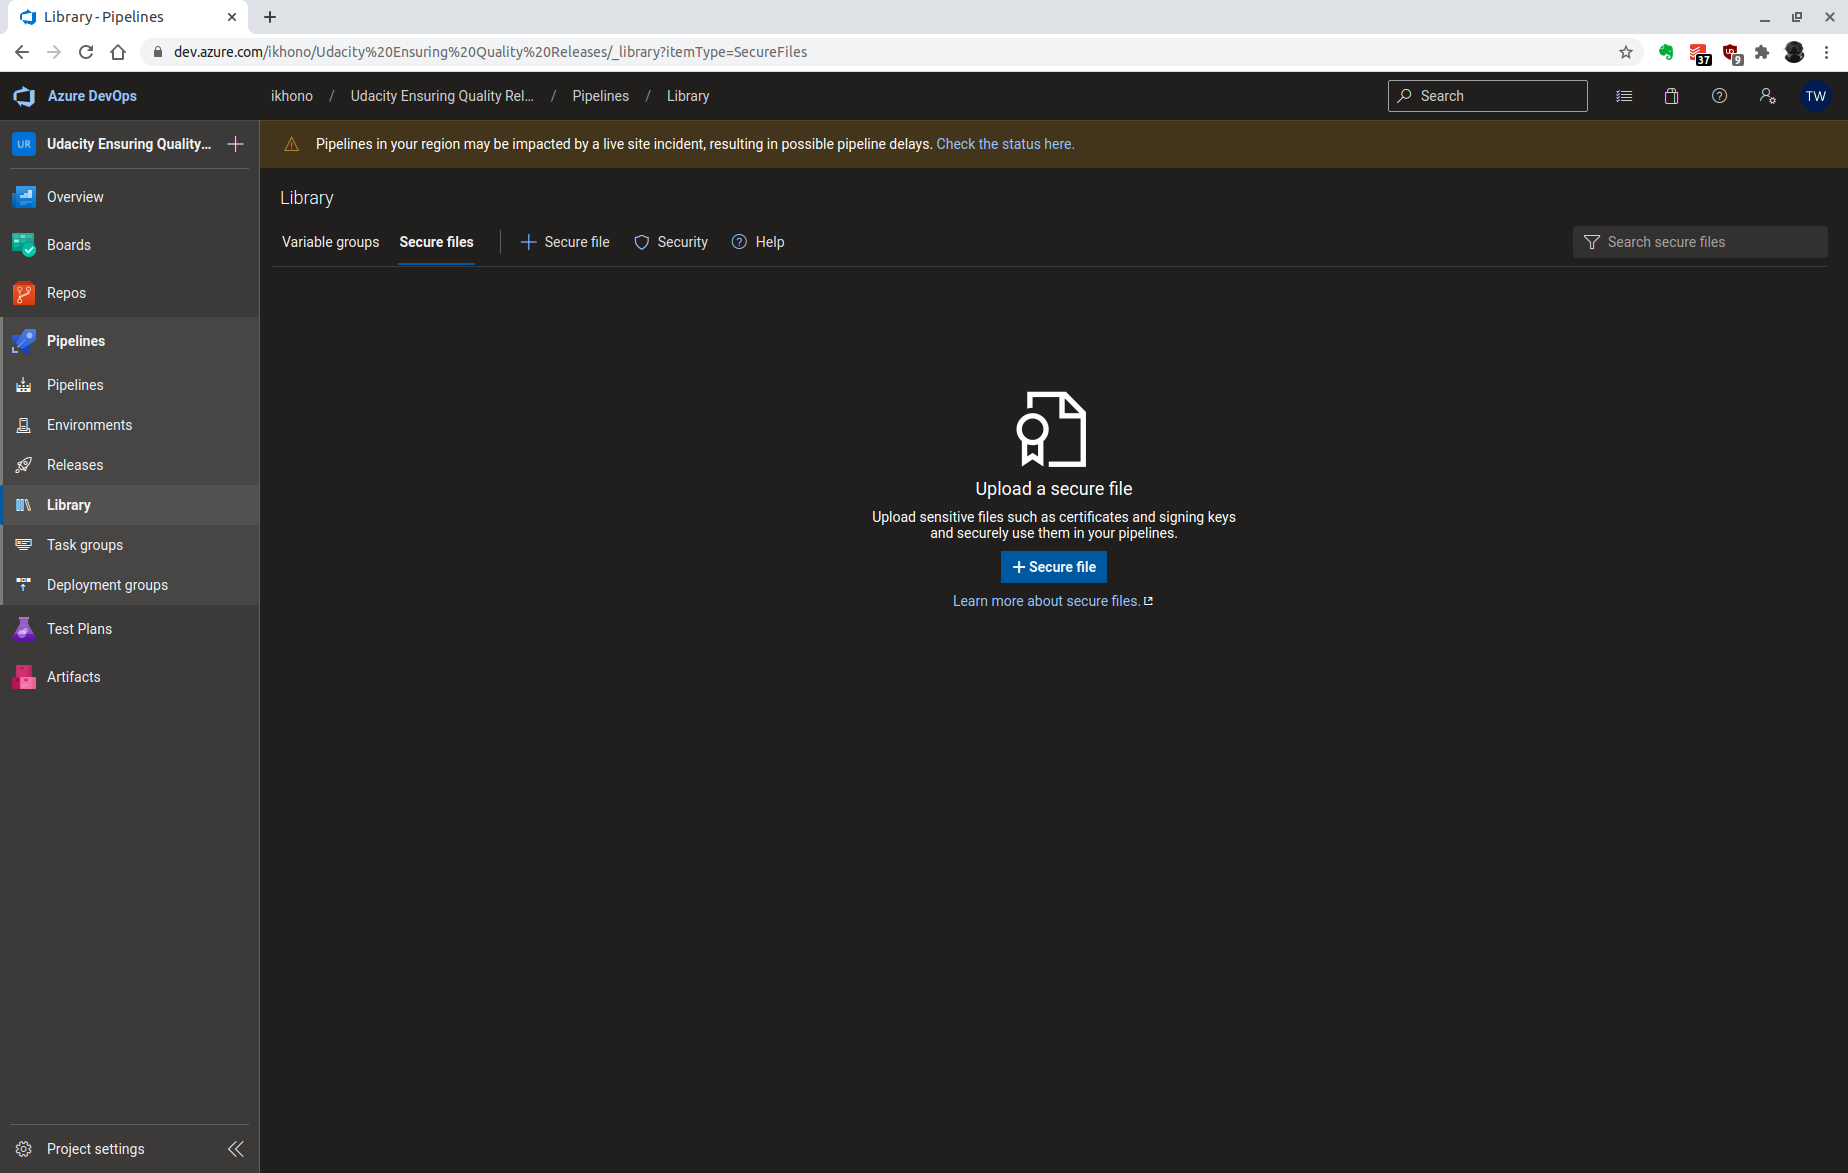 Library - Pipelines
dev.azure.com/ikhono/Udacity%20Ensuring%20Quality%20Releases/_library?itemType=SecureFiles
37
9
Azure DevOps
ikhono / Udacity Ensuring Quality Rel... / Pipelines / Library
Search
TW
UR
Udacity Ensuring Quality...
Pipelines in your region may be impacted by a live site incident, resulting in possible pipeline delays. Check the status here.
Overview
Boards
Repos
Pipelines
Pipelines
Environments
Releases
Library
Task groups
Deployment groups
Test Plans
Artifacts
Project settings
Library
Variable groups
Secure files
Secure file
Security
Help
Search secure files
Upload a secure file
Upload sensitive files such as certificates and signing keys
and securely use them in your pipelines.
+ Secure file
Learn more about secure files.